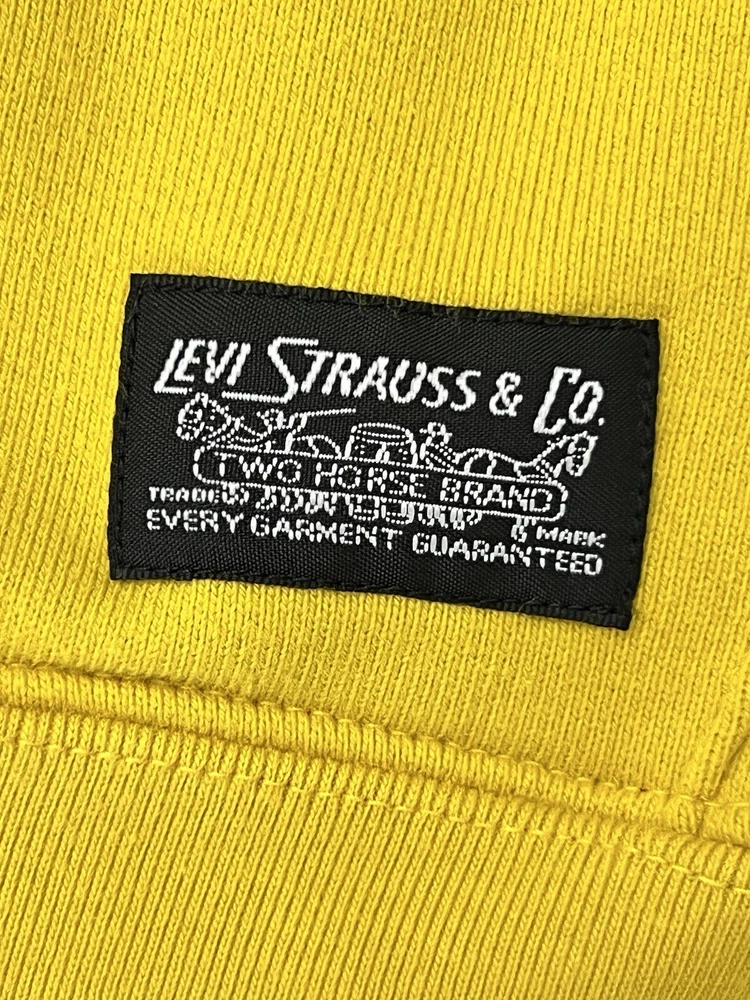 LEVI STRAUSS & CO.
TWO HORSE BRAND
TRADE MARK
EVERY GARMENT GUARANTEED